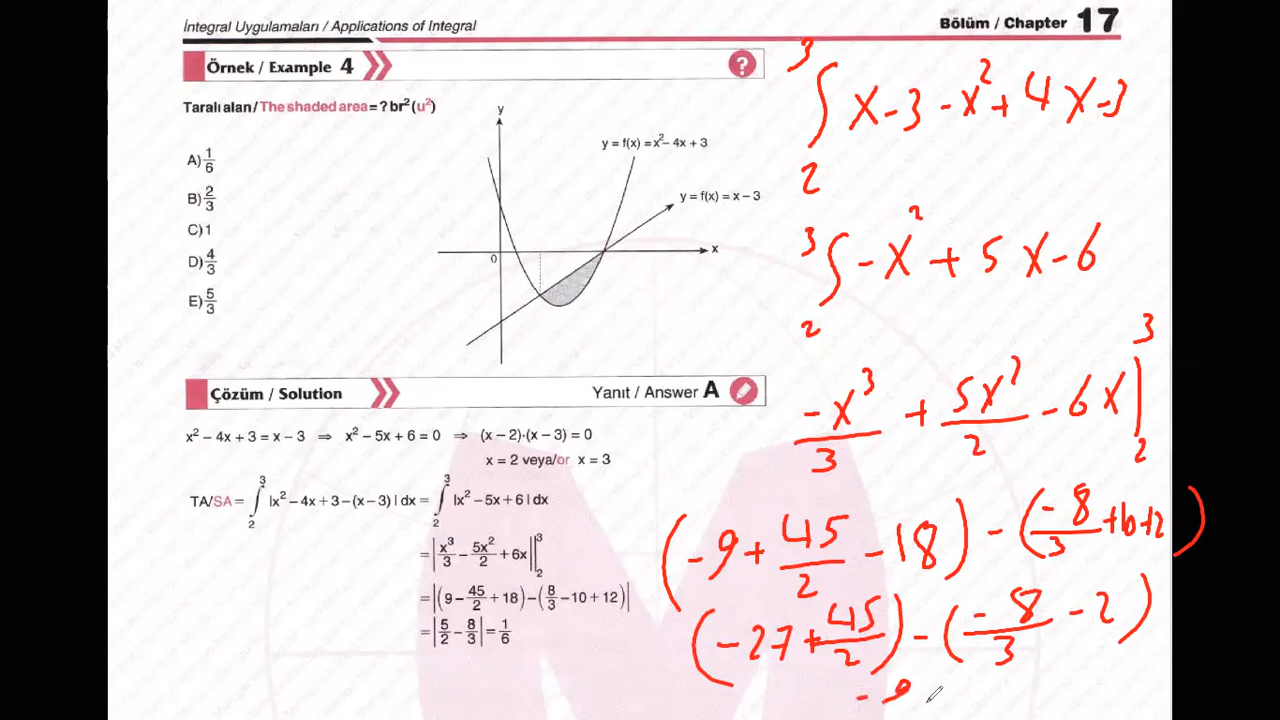 İntegral Uygulamaları / Applications of Integral
Bölüm / Chapter 17
Örnek / Example 4
?
Taralı alan / The shaded area = ? br² (u²)
A) 1/6
B) 2/3
C) 1
D) 4/3
E) 5/3
y
y = f(x) = x² – 4x + 3
y = f(x) = x – 3
x
0
Çözüm / Solution
Yanıt / Answer A
x² – 4x + 3 = x – 3 ⇒ x² – 5x + 6 = 0 ⇒ (x – 2)·(x – 3) = 0
x = 2 veya/or x = 3
TA/SA = ∫₂³ |x² – 4x + 3 – (x – 3)| dx = ∫₂³ |x² – 5x + 6| dx
= |x³/3 – 5x²/2 + 6x||₂³
= |(9 – 45/2 + 18) – (8/3 – 10 + 12)|
= |5/2 – 8/3| = 1/6
∫₂³ x - 3 - x² + 4x - 3
∫₂³ - x² + 5x - 6
-x³/3 + 5x²/2 - 6x |₂³
(-9 + 45/2 - 18) - (-8/3 + 10 + 12)
(-27 + 45/2) - (-8/3 - 2)
- 9